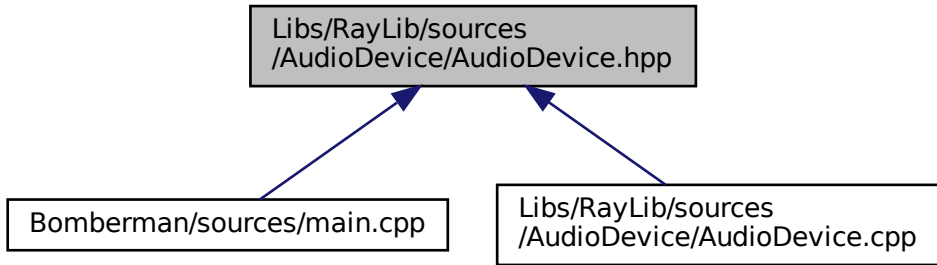 Libs/RayLib/sources
/AudioDevice/AudioDevice.hpp
Bomberman/sources/main.cpp
Libs/RayLib/sources
/AudioDevice/AudioDevice.cpp